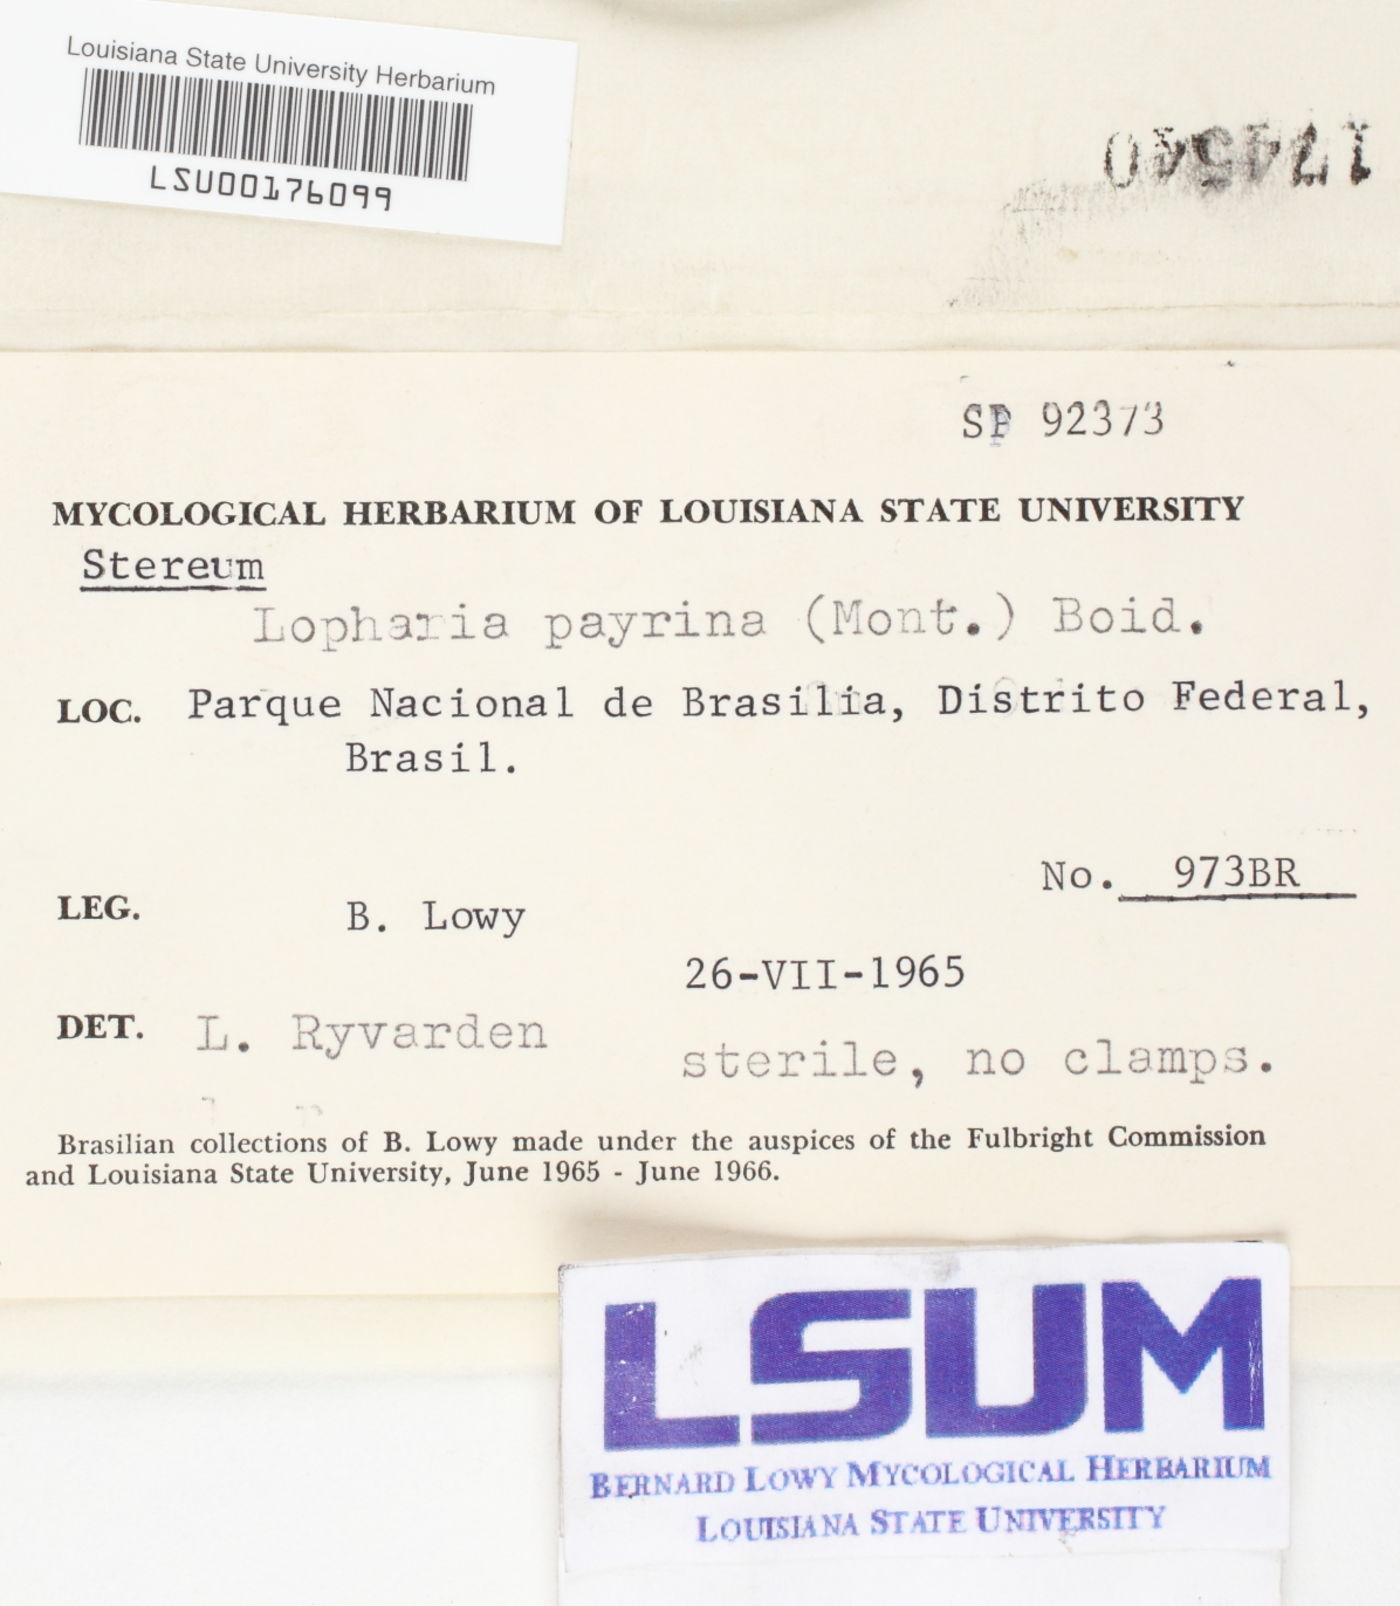 Louisiana State University Herbarium
LSU00176099
174540
SP 92373
MYCOLOGICAL HERBARIUM OF LOUISIANA STATE UNIVERSITY
Stereum
Lopharia payrina (Mont.) Boid.
LOC. Parque Nacional de Brasilia, Distrito Federal,
Brasil.
No. 973BR
LEG. B. Lowy
26-VII-1965
DET. L. Ryvarden
sterile, no clamps.
Brasilian collections of B. Lowy made under the auspices of the Fulbright Commission
and Louisiana State University, June 1965 - June 1966.
LSUM
BERNARD LOWY MYCOLOGICAL HERBARIUM
LOUISIANA STATE UNIVERSITY